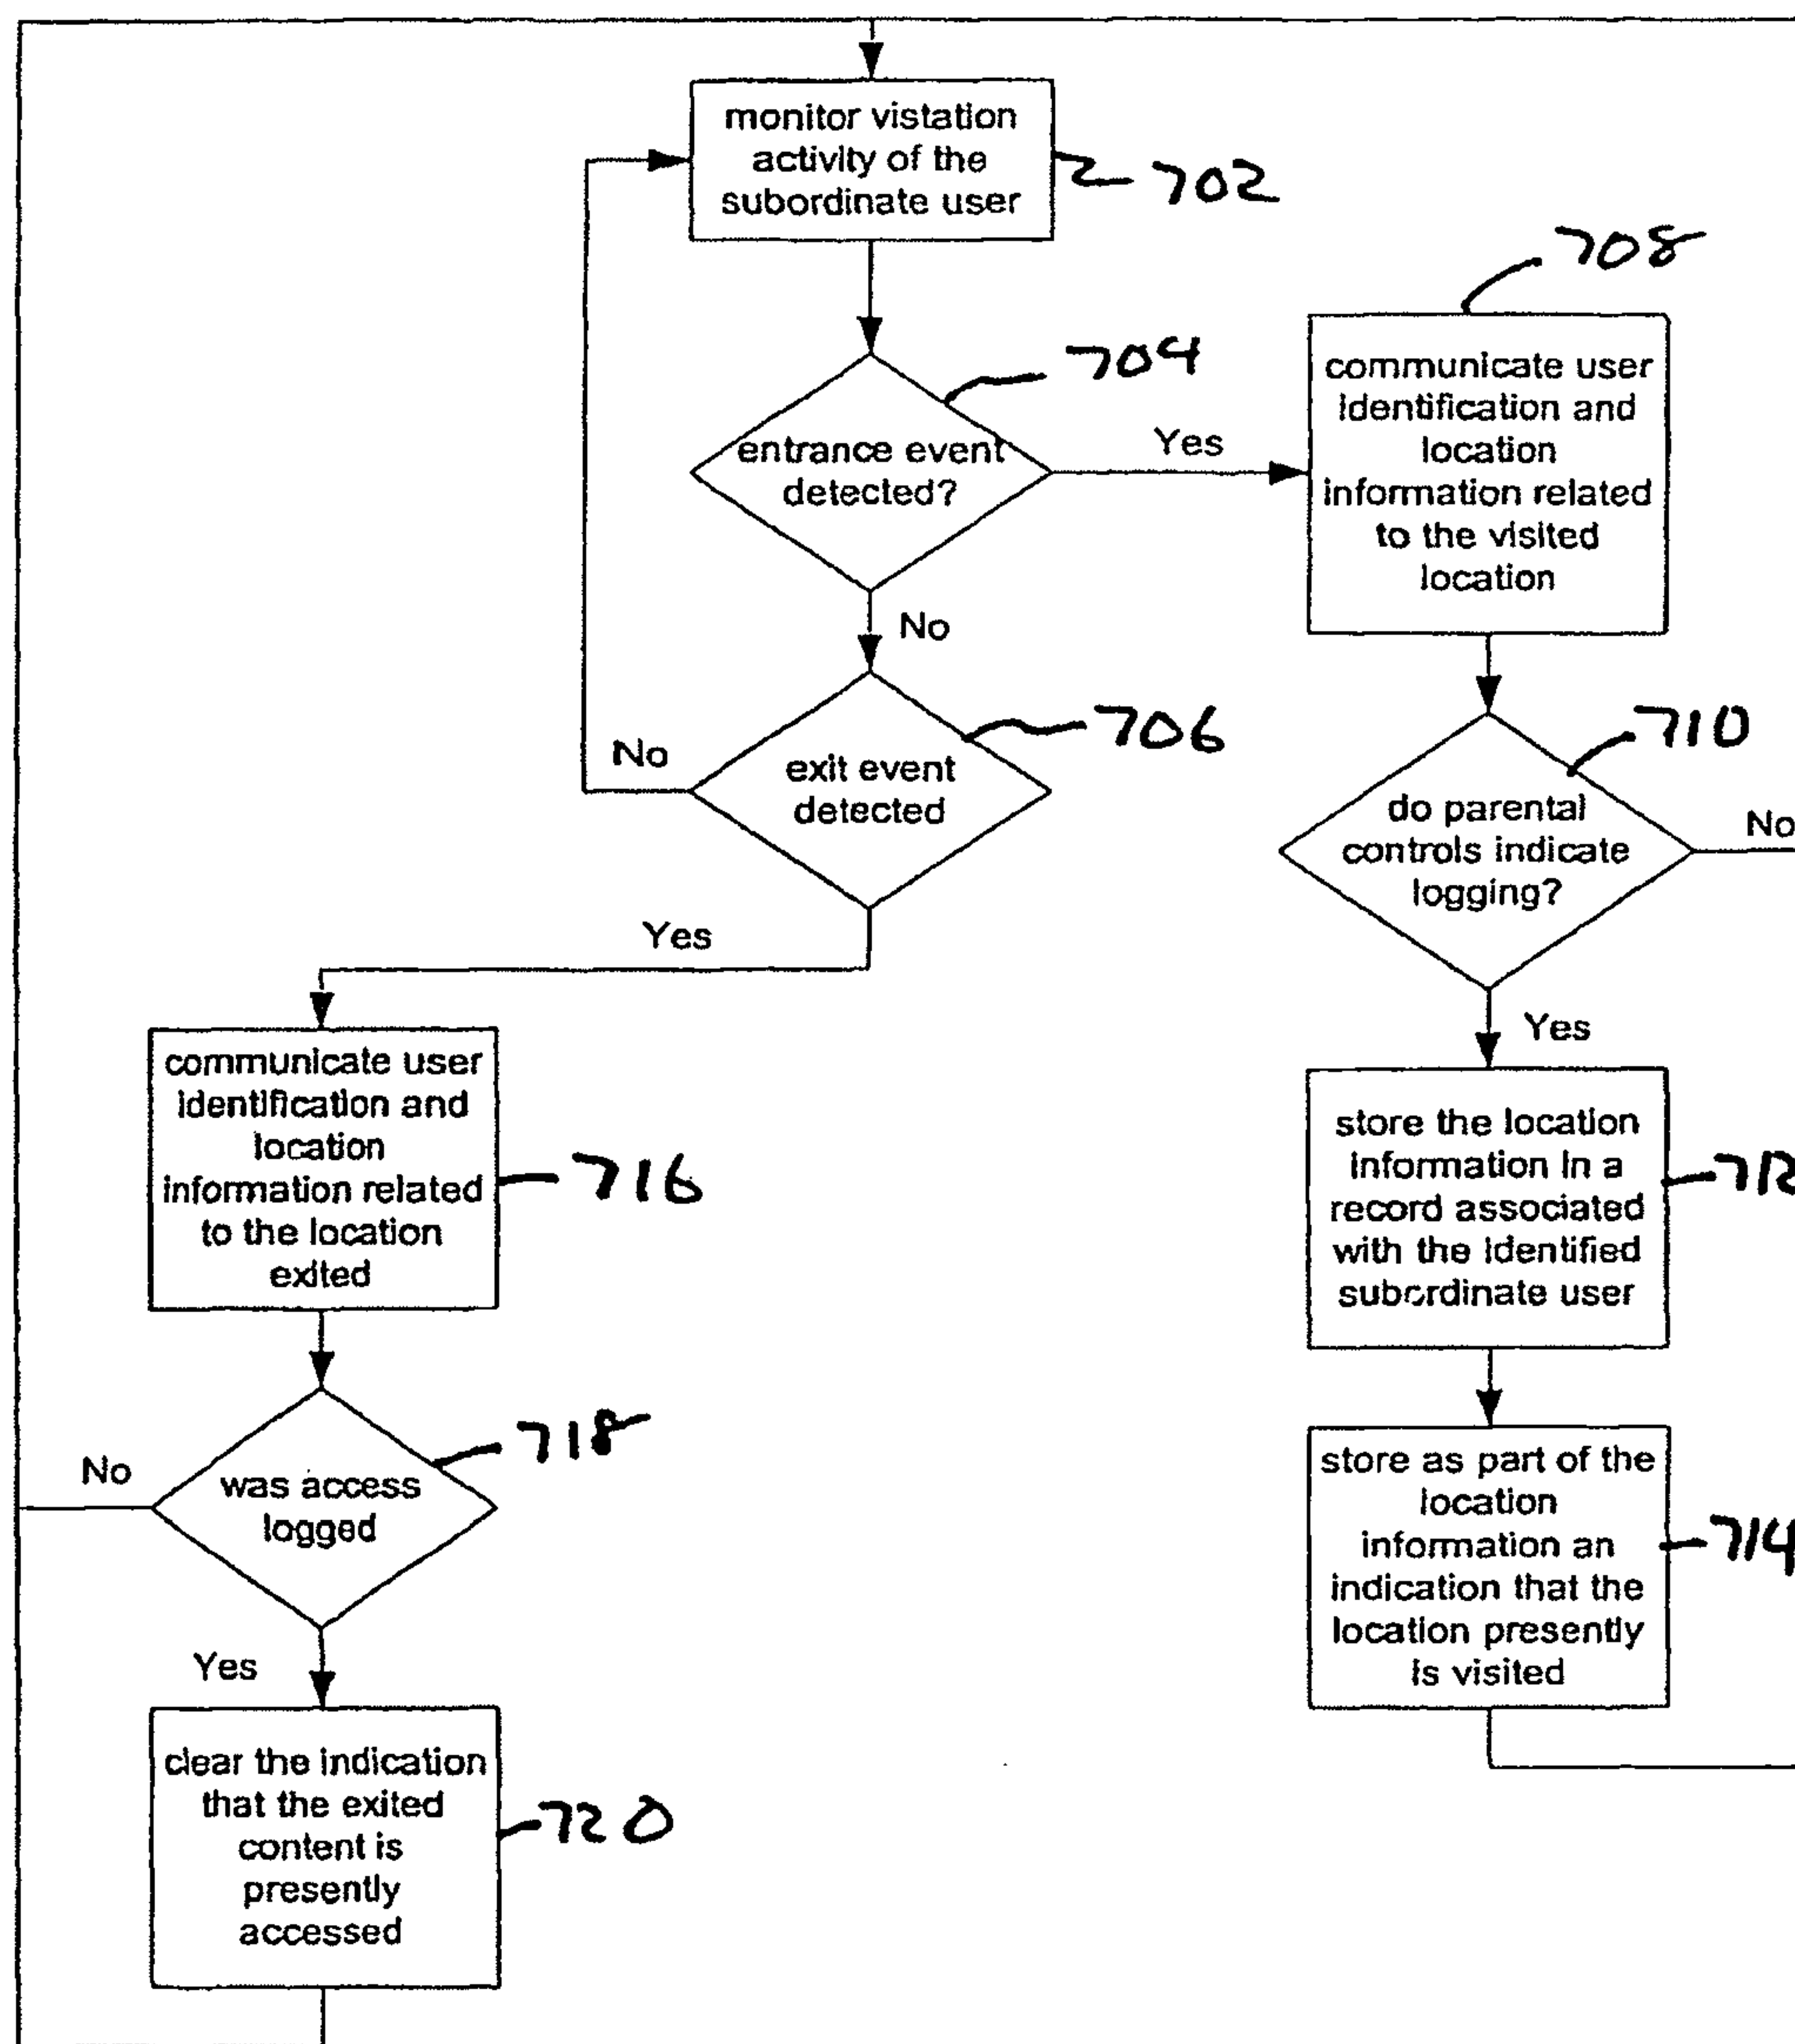 monitor vistation
activity of the
subordinate user
702
704
entrance event
detected?
Yes
No
708
communicate user
identification and
location
information related
to the visited
location
706
exit event
detected
No
Yes
710
do parental
controls indicate
logging?
No
Yes
communicate user
identification and
location
information related
to the location
exited
716
store the location
information in a
record associated
with the identified
subordinate user
712
718
was access
logged
No
Yes
store as part of the
location
information an
indication that the
location presently
is visited
714
clear the indication
that the exited
content is
presently
accessed
720